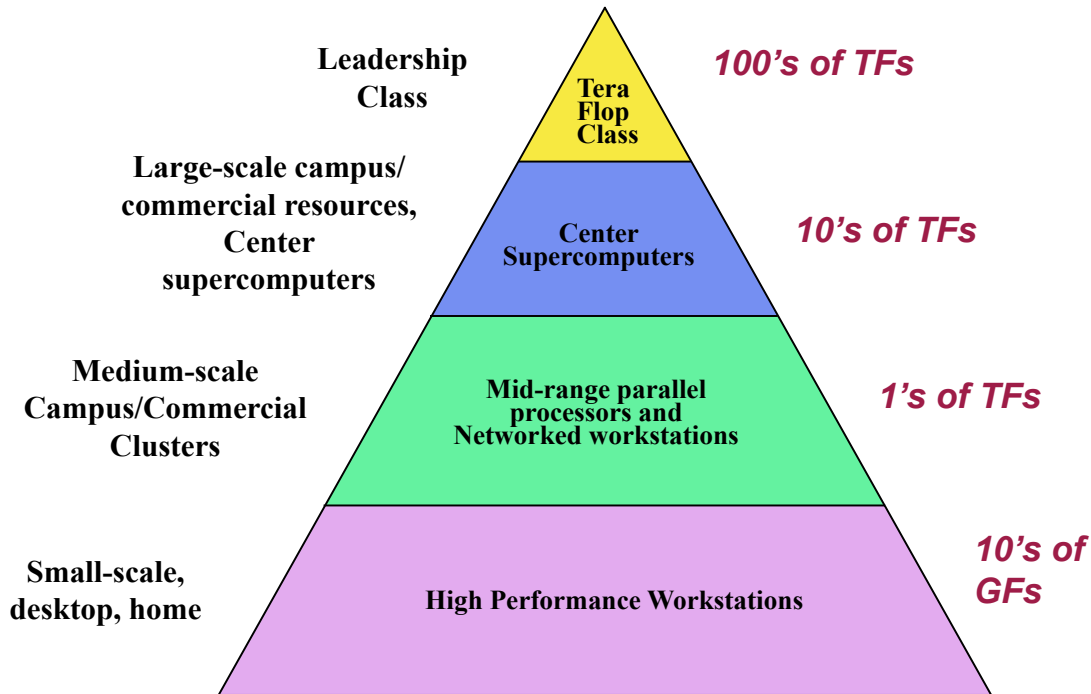 Leadership
Class
Tera
Flop
Class
100’s of TFs
Large-scale campus/
commercial resources,
Center
supercomputers
Center
Supercomputers
10’s of TFs
Medium-scale
Campus/Commercial
Clusters
Mid-range parallel
processors and
Networked workstations
1’s of TFs
Small-scale,
desktop, home
High Performance Workstations
10’s of
GFs